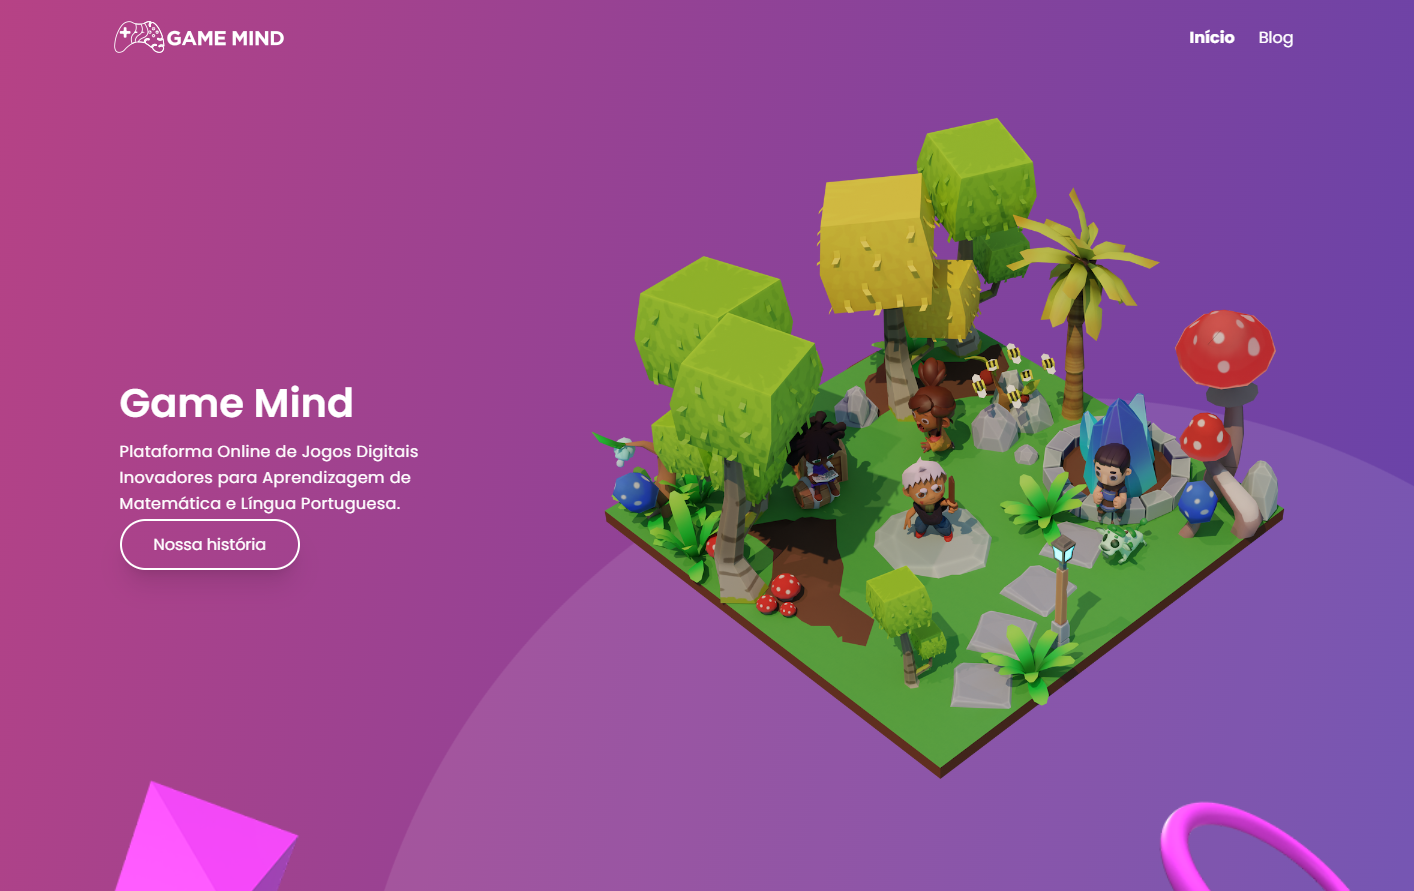 GAME MIND
Início
Blog
Game Mind
Plataforma Online de Jogos Digitais
Inovadores para Aprendizagem de
Matemática e Língua Portuguesa.
Nossa história